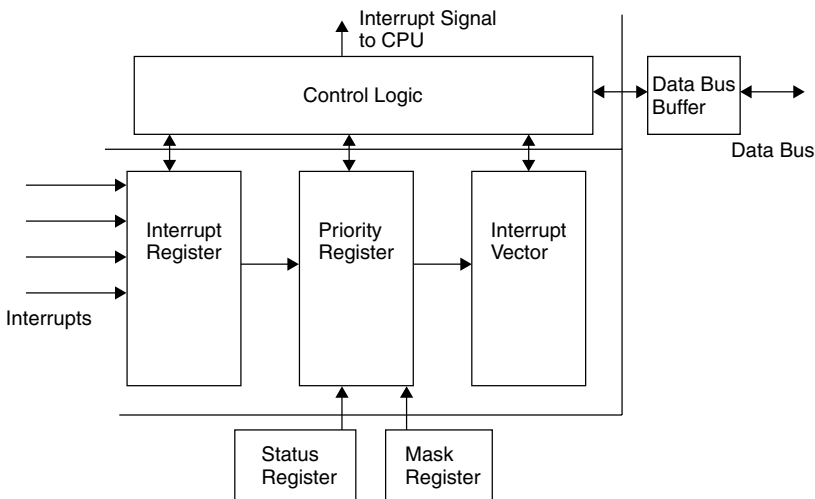 Interrupt Signal
to CPU
Control Logic
Data Bus
Buffer
Data Bus
Interrupt
Register
Priority
Register
Interrupt
Vector
Interrupts
Status
Register
Mask
Register